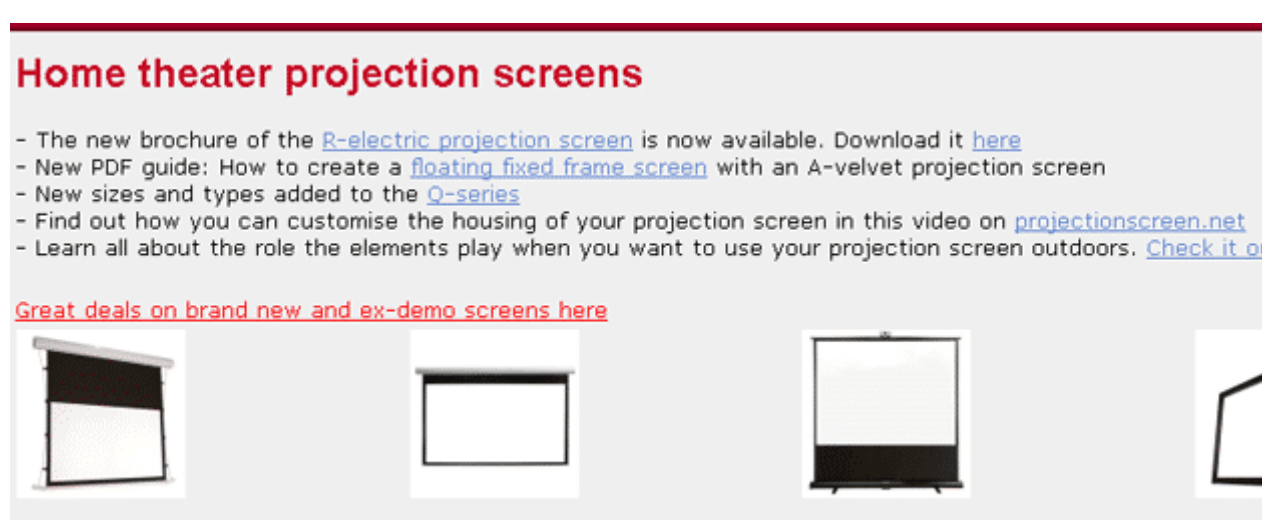 Home theater projection screens
- The new brochure of the R-electric projection screen is now available. Download it here
- New PDF guide: How to create a floating fixed frame screen with an A-velvet projection screen
- New sizes and types added to the Q-series
- Find out how you can customise the housing of your projection screen in this video on projectionscreen.net
- Learn all about the role the elements play when you want to use your projection screen outdoors. Check it
Great deals on brand new and ex-demo screens here